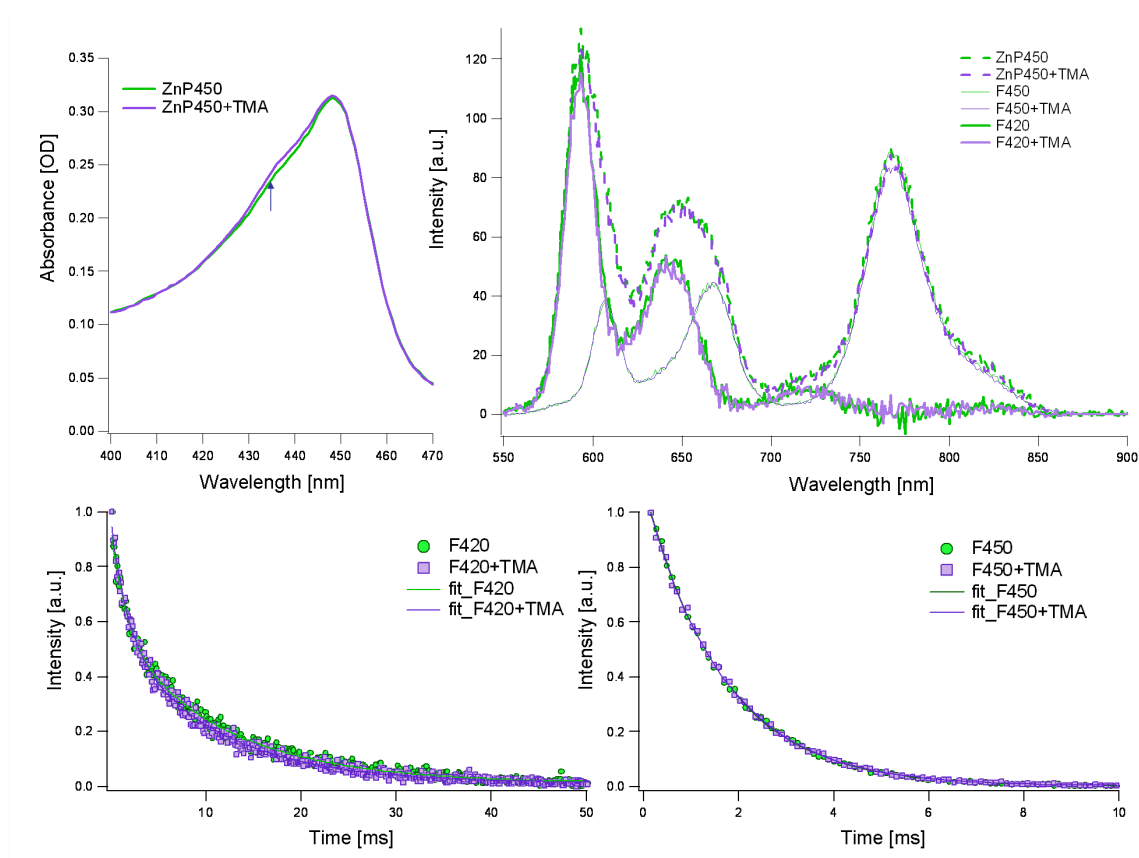 0.35
0.30
0.25
0.20
0.15
0.10
0.05
0.00
Absorbance [OD]
ZnP450
ZnP450+TMA
400
410
420
430
440
450
460
470
Wavelength [nm]
120
100
80
60
40
20
0
Intensity [a.u.]
ZnP450
ZnP450+TMA
F450
F450+TMA
F420
F420+TMA
550
600
650
700
750
800
850
900
Wavelength [nm]
1.0
0.8
0.6
0.4
0.2
0.0
Intensity [a.u.]
F420
F420+TMA
fit_F420
fit_F420+TMA
10
20
30
40
50
Time [ms]
1.0
0.8
0.6
0.4
0.2
0.0
Intensity [a.u.]
F450
F450+TMA
fit_F450
fit_F450+TMA
0
2
4
6
8
10
Time [ms]